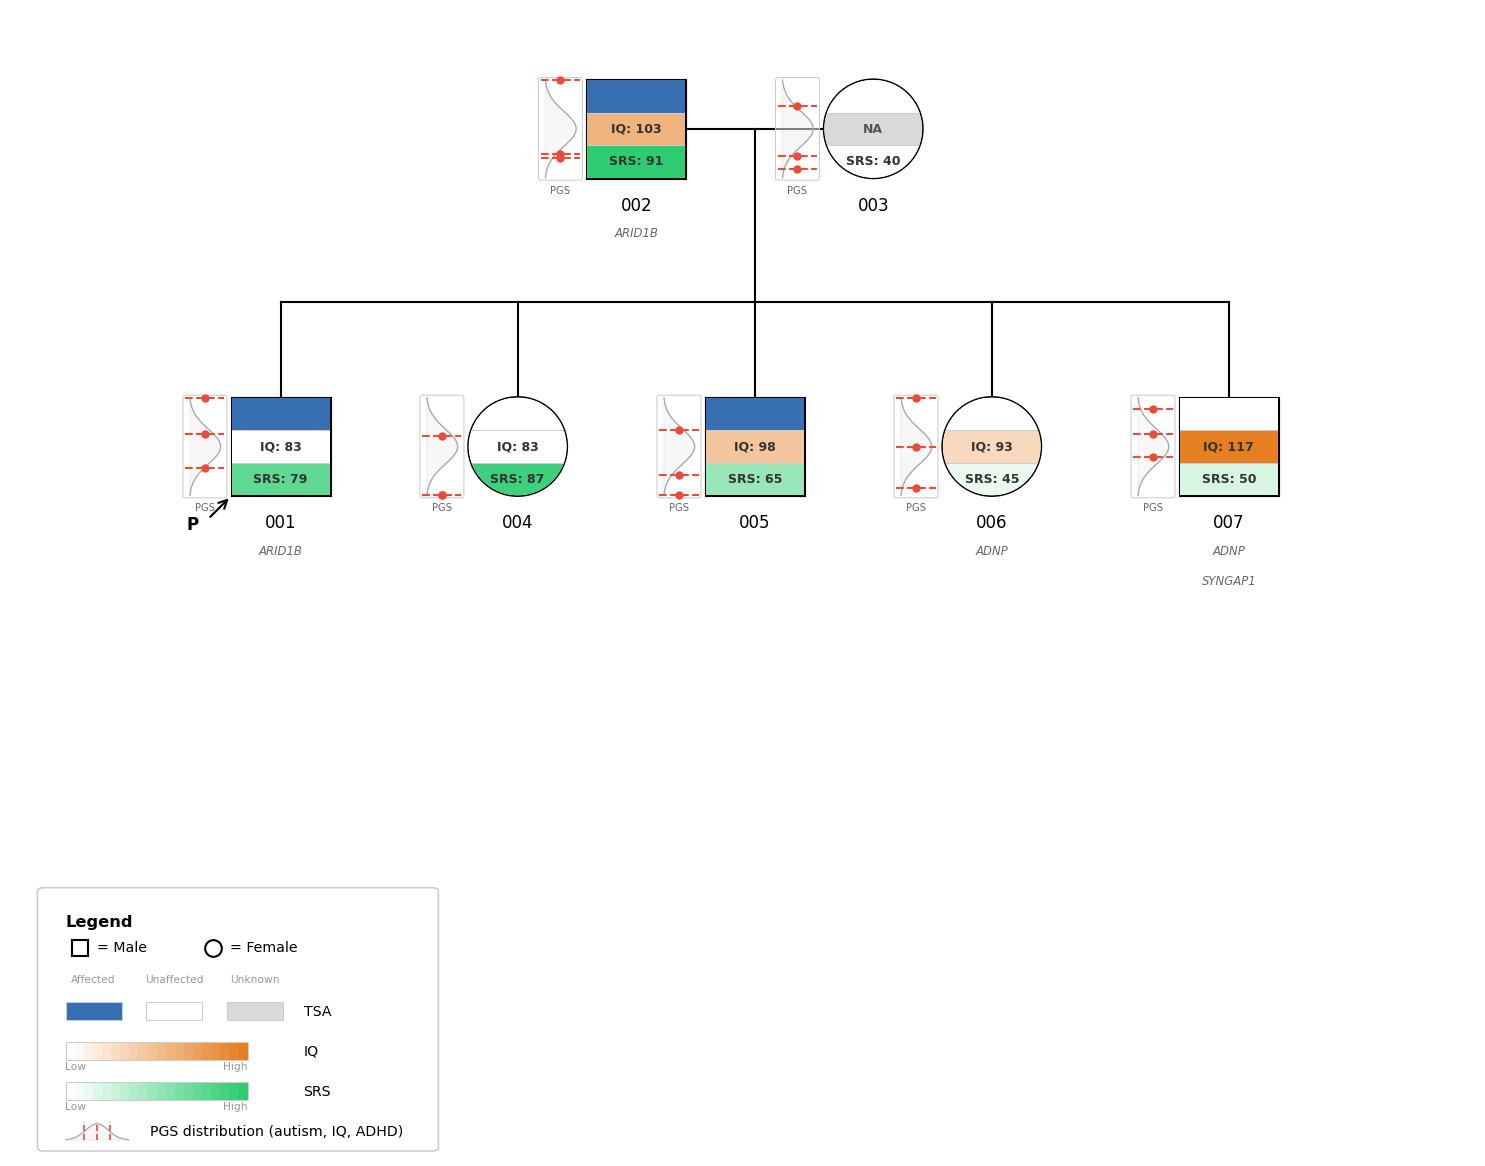 IQ: 103
SRS: 91
PGS
002
ARID1B
NA
SRS: 40
PGS
003
IQ: 83
SRS: 79
PGS
P
001
ARID1B
IQ: 83
SRS: 87
PGS
004
IQ: 98
SRS: 65
PGS
005
IQ: 93
SRS: 45
PGS
006
ADNP
IQ: 117
SRS: 50
PGS
007
ADNP
SYNGAP1
Legend
= Male = Female
Affected Unaffected Unknown
TSA
IQ
Low High
SRS
Low High
PGS distribution (autism, IQ, ADHD)